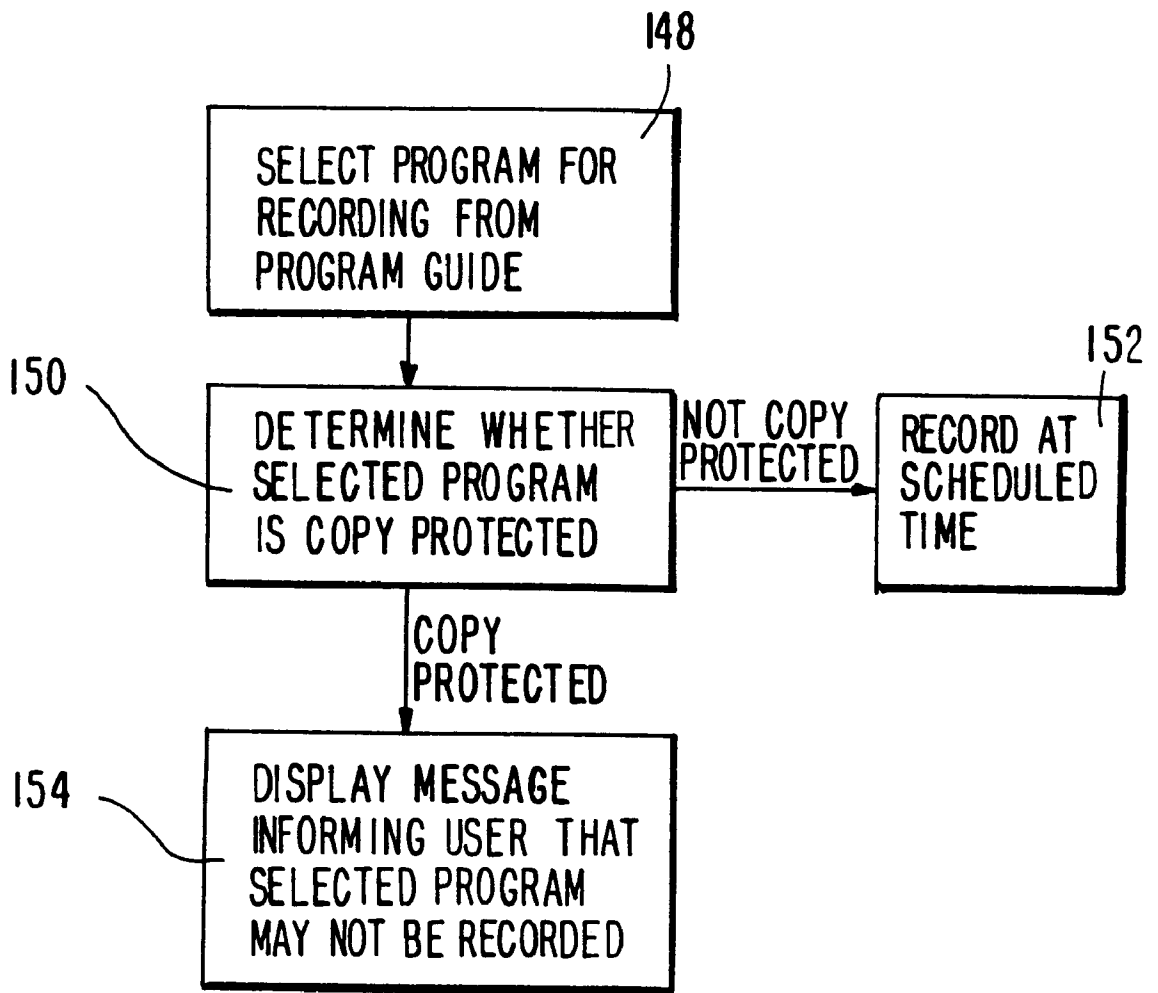 148
SELECT PROGRAM FOR
RECORDING FROM
PROGRAM GUIDE
150
DETERMINE WHETHER
SELECTED PROGRAM
IS COPY PROTECTED
NOT COPY
PROTECTED
152
RECORD AT
SCHEDULED
TIME
COPY
PROTECTED
154
DISPLAY MESSAGE
INFORMING USER THAT
SELECTED PROGRAM
MAY NOT BE RECORDED